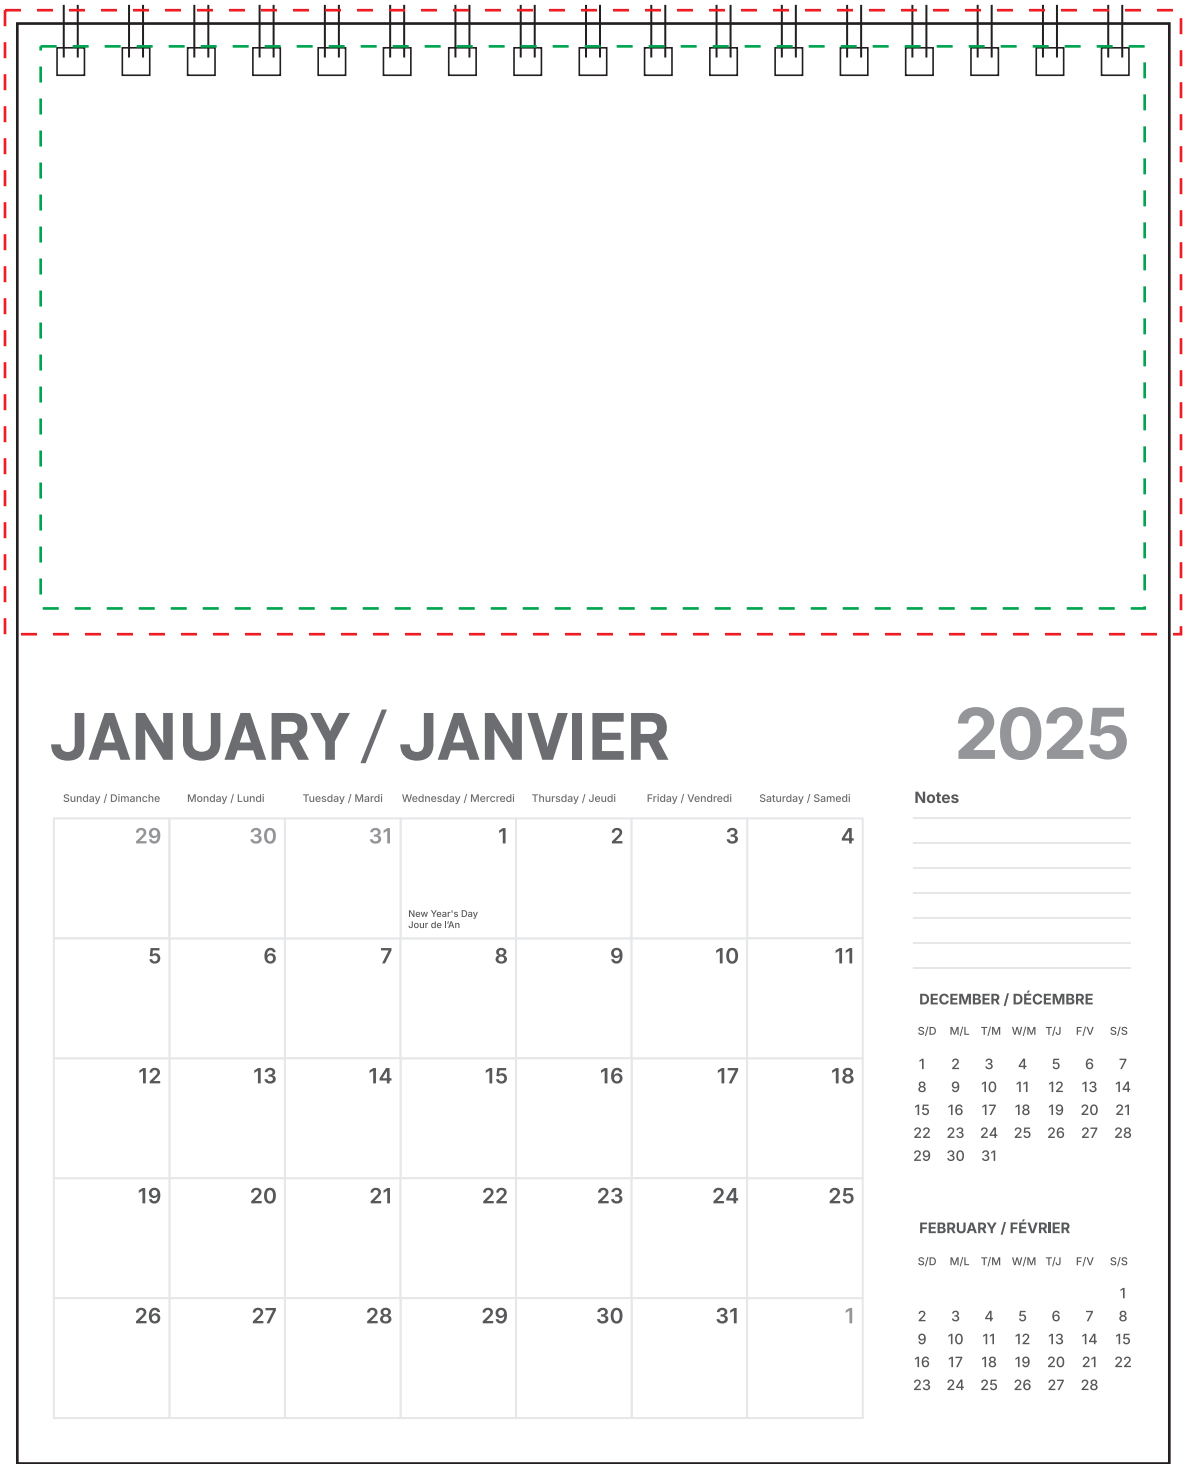 JANUARY / JANVIER 2025
Sunday / Dimanche Monday / Lundi Tuesday / Mardi Wednesday / Mercredi Thursday / Jeudi Friday / Vendredi Saturday / Samedi
29 30 31 1 2 3 4
New Year's Day
Jour de l'An
5 6 7 8 9 10 11
12 13 14 15 16 17 18
19 20 21 22 23 24 25
26 27 28 29 30 31 1
Notes
DECEMBER / DÉCEMBRE
S/D M/L T/M W/M T/J F/V S/S
1 2 3 4 5 6 7
8 9 10 11 12 13 14
15 16 17 18 19 20 21
22 23 24 25 26 27 28
29 30 31
FEBRUARY / FÉVRIER
S/D M/L T/M W/M T/J F/V S/S
1
2 3 4 5 6 7 8
9 10 11 12 13 14 15
16 17 18 19 20 21 22
23 24 25 26 27 28